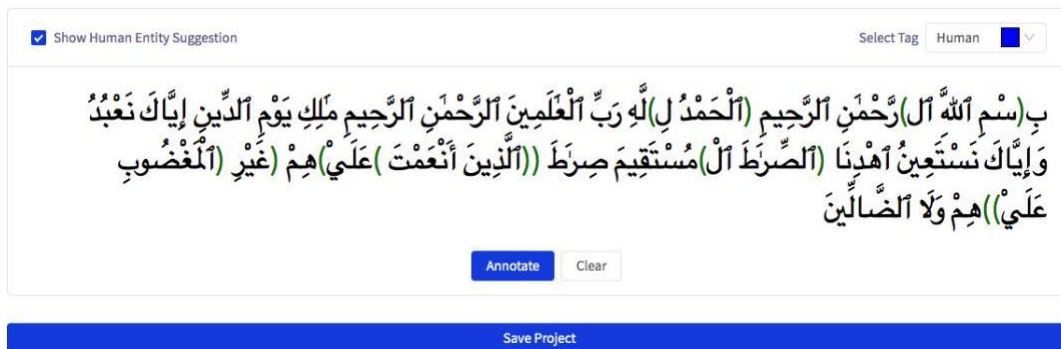 Show Human Entity Suggestion
Select Tag Human
بِ(سْمِ ٱللَّهِ ٱل)رَّحْمَٰنِ ٱلرَّحِيمِ (ٱلْحَمْدُ لِ)لَّهِ رَبِّ ٱلْعَٰلَمِينَ ٱلرَّحْمَٰنِ ٱلرَّحِيمِ مَٰلِكِ يَوْمِ ٱلدِّينِ إِيَّاكَ نَعْبُدُ
وَإِيَّاكَ نَسْتَعِينُ ٱهْدِنَا (ٱلصِّرَٰطَ ٱلْ)مُسْتَقِيمَ صِرَٰطَ ((ٱلَّذِينَ أَنْعَمْتَ )عَلَيْ)هِمْ (غَيْرِ (ٱلْمَغْضُوبِ
عَلَيْ))هِمْ وَلَا ٱلضَّالِّينَ
Annotate Clear
Save Project